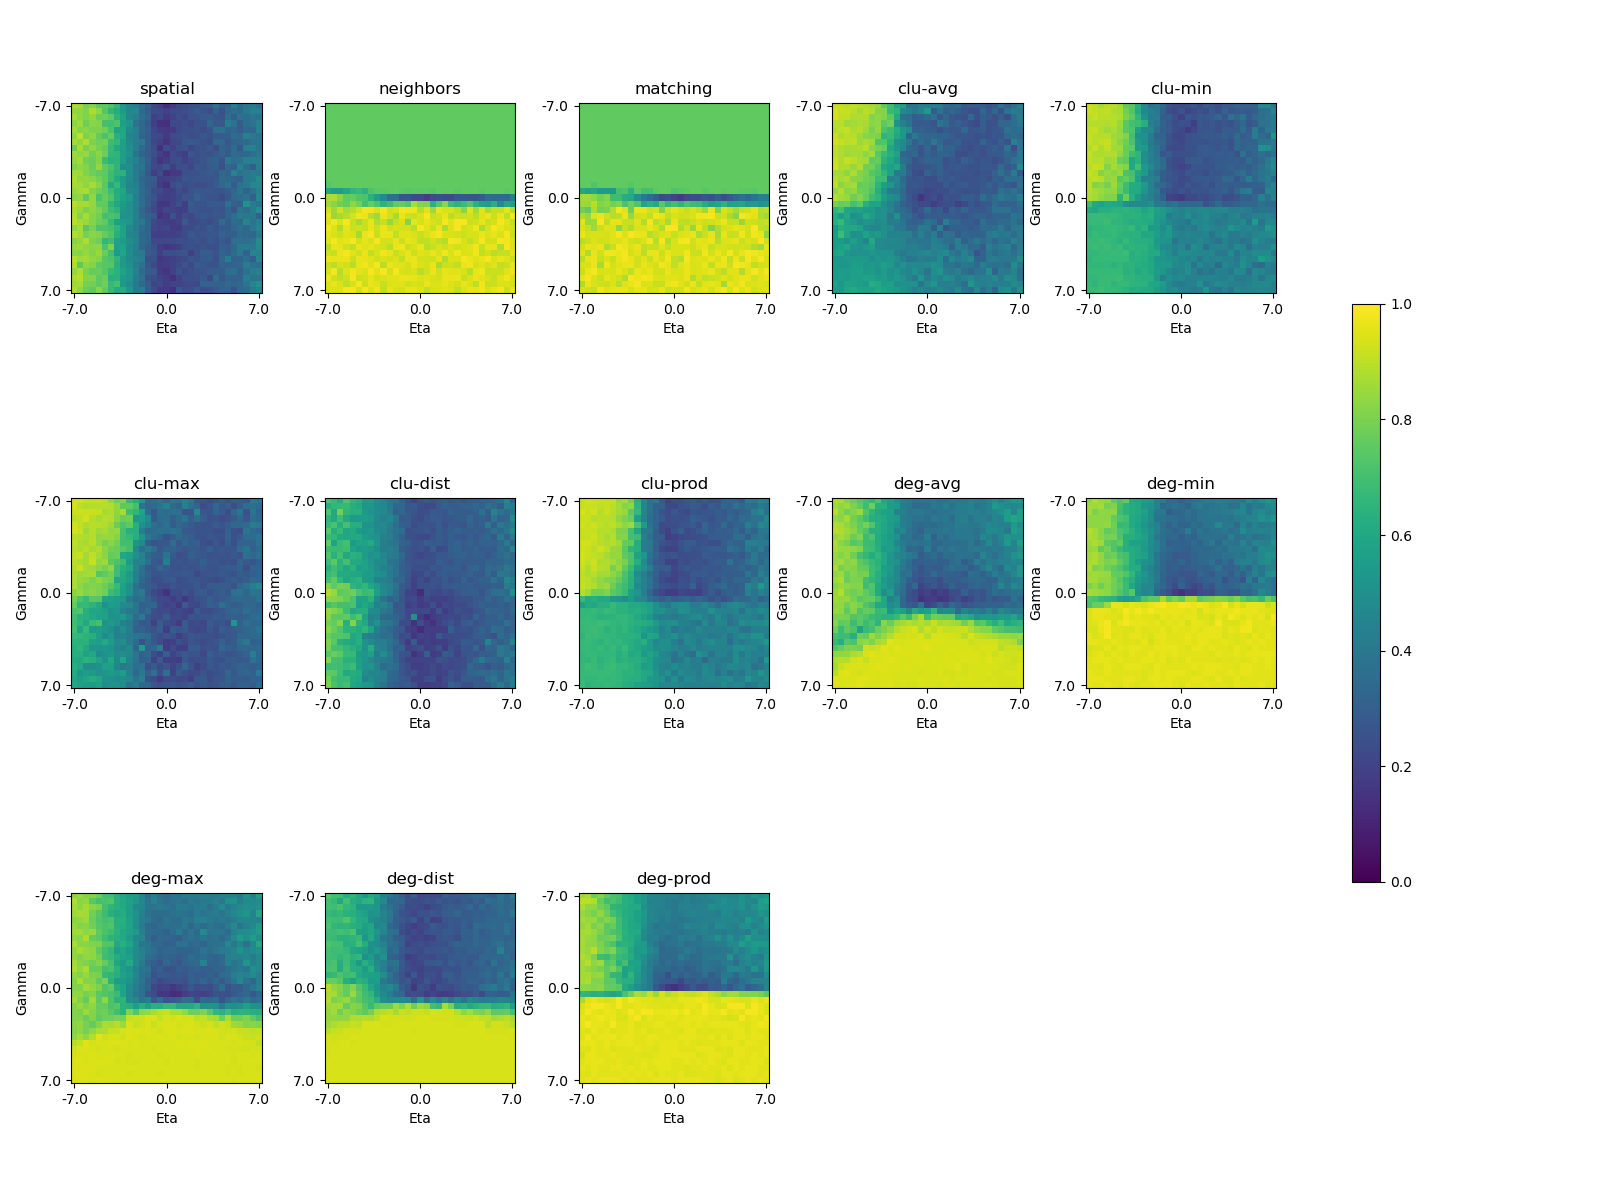 spatial neighbors matching clu-avg clu-min
-7.0 -7.0 -7.0 -7.0 -7.0
Gamma Gamma Gamma Gamma Gamma
0.0 0.0 0.0 0.0 0.0
7.0 7.0 7.0 7.0 7.0
-7.0 0.0 7.0 -7.0 0.0 7.0 -7.0 0.0 7.0 -7.0 0.0 7.0 -7.0 0.0 7.0
Eta Eta Eta Eta Eta
1.0
0.8
0.6
0.4
0.2
0.0
clu-max clu-dist clu-prod deg-avg deg-min
-7.0 -7.0 -7.0 -7.0 -7.0
Gamma Gamma Gamma Gamma Gamma
0.0 0.0 0.0 0.0 0.0
7.0 7.0 7.0 7.0 7.0
-7.0 0.0 7.0 -7.0 0.0 7.0 -7.0 0.0 7.0 -7.0 0.0 7.0 -7.0 0.0 7.0
Eta Eta Eta Eta Eta
deg-max deg-dist deg-prod
-7.0 -7.0 -7.0
Gamma Gamma Gamma
0.0 0.0 0.0
7.0 7.0 7.0
-7.0 0.0 7.0 -7.0 0.0 7.0 -7.0 0.0 7.0
Eta Eta Eta